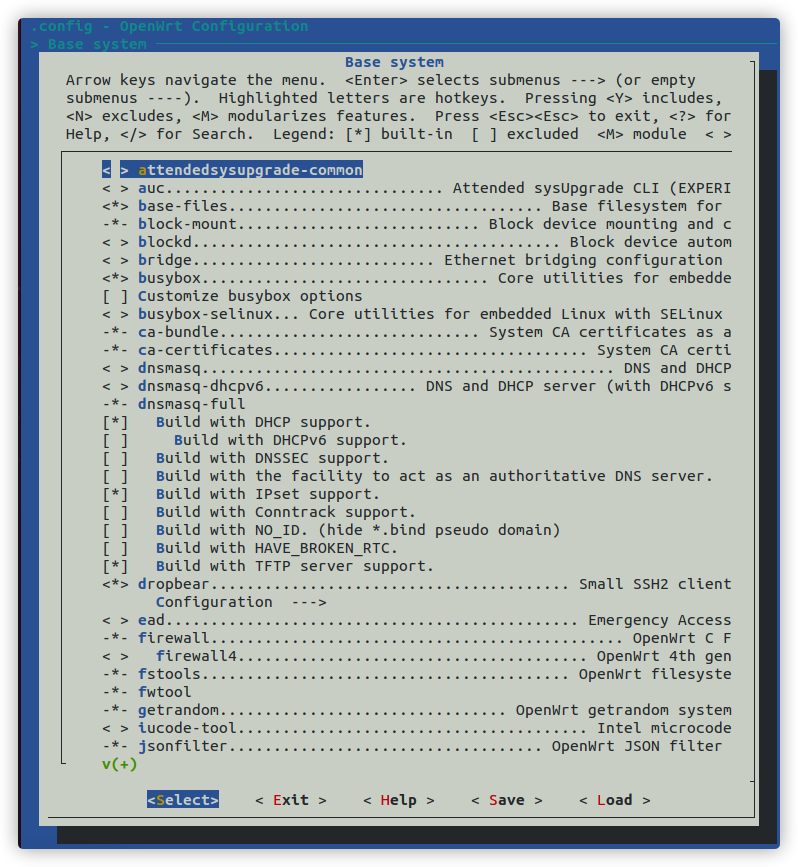 .config - OpenWrt Configuration
> Base system
Base system
Arrow keys navigate the menu.  <Enter> selects submenus ---> (or empty
submenus ----).  Highlighted letters are hotkeys.  Pressing <Y> includes,
<N> excludes, <M> modularizes features.  Press <Esc><Esc> to exit, <?> for
Help, </> for Search.  Legend: [*] built-in  [ ] excluded  <M> module  < >
< > attendedsysupgrade-common
< > auc............................... Attended sysUpgrade CLI (EXPERI
<*> base-files................................... Base filesystem for
-*- block-mount........................... Block device mounting and c
< > blockd......................................... Block device autom
< > bridge........................... Ethernet bridging configuration
<*> busybox................................ Core utilities for embedde
[ ] Customize busybox options
< > busybox-selinux... Core utilities for embedded Linux with SELinux
-*- ca-bundle............................. System CA certificates as a
-*- ca-certificates................................... System CA certi
< > dnsmasq.............................................. DNS and DHCP
< > dnsmasq-dhcpv6................. DNS and DHCP server (with DHCPv6 s
-*- dnsmasq-full
[*]   Build with DHCP support.
[ ]     Build with DHCPv6 support.
[ ]   Build with DNSSEC support.
[ ]   Build with the facility to act as an authoritative DNS server.
[*]   Build with IPset support.
[ ]   Build with Conntrack support.
[ ]   Build with NO_ID. (hide *.bind pseudo domain)
[ ]   Build with HAVE_BROKEN_RTC.
[*]   Build with TFTP server support.
<*> dropbear........................................ Small SSH2 client
Configuration  --->
< > ead.............................................. Emergency Access
-*- firewall.............................................. OpenWrt C F
< >   firewall4....................................... OpenWrt 4th gen
-*- fstools......................................... OpenWrt filesyste
-*- fwtool
-*- getrandom................................ OpenWrt getrandom system
< > iucode-tool....................................... Intel microcode
-*- jsonfilter................................... OpenWrt JSON filter
v(+)
<Select>    < Exit >    < Help >    < Save >    < Load >